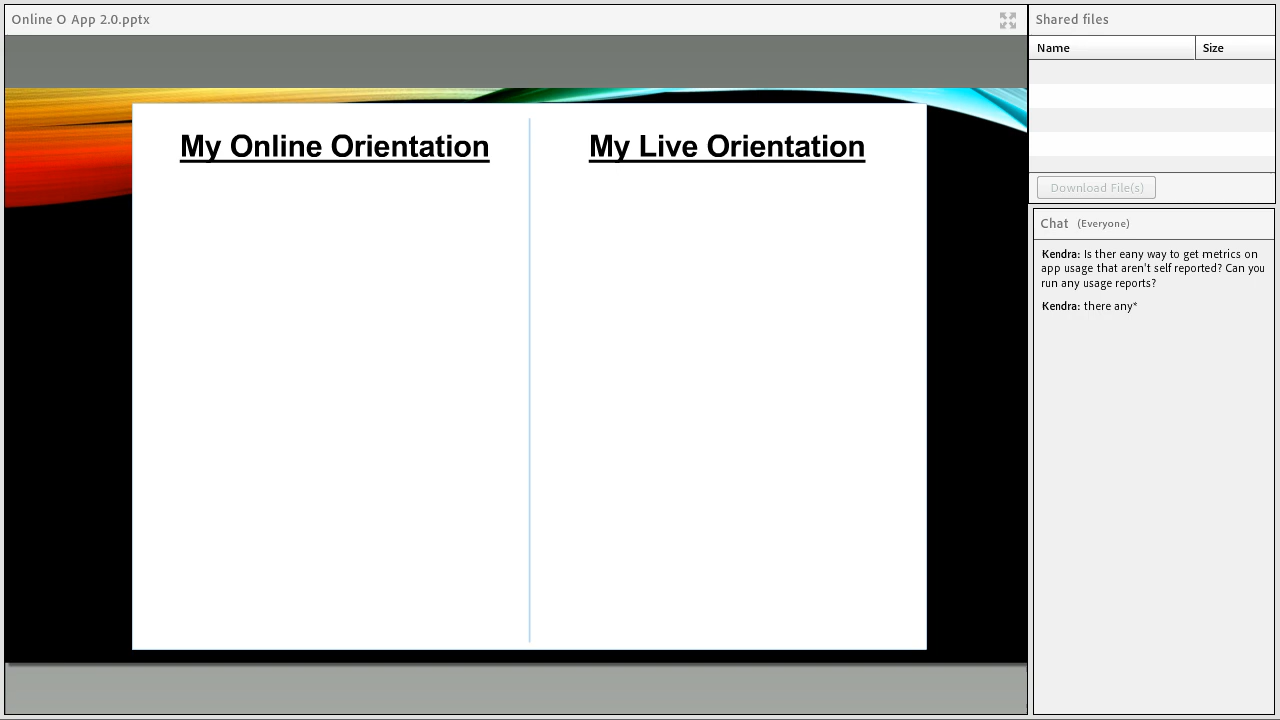 Online O App 2.0.pptx
My Online Orientation
My Live Orientation
Shared files
Name
Size
Download File(s)
Chat (Everyone)
Kendra: Is ther eany way to get metrics on
app usage that aren't self reported? Can you
run any usage reports?
Kendra: there any*